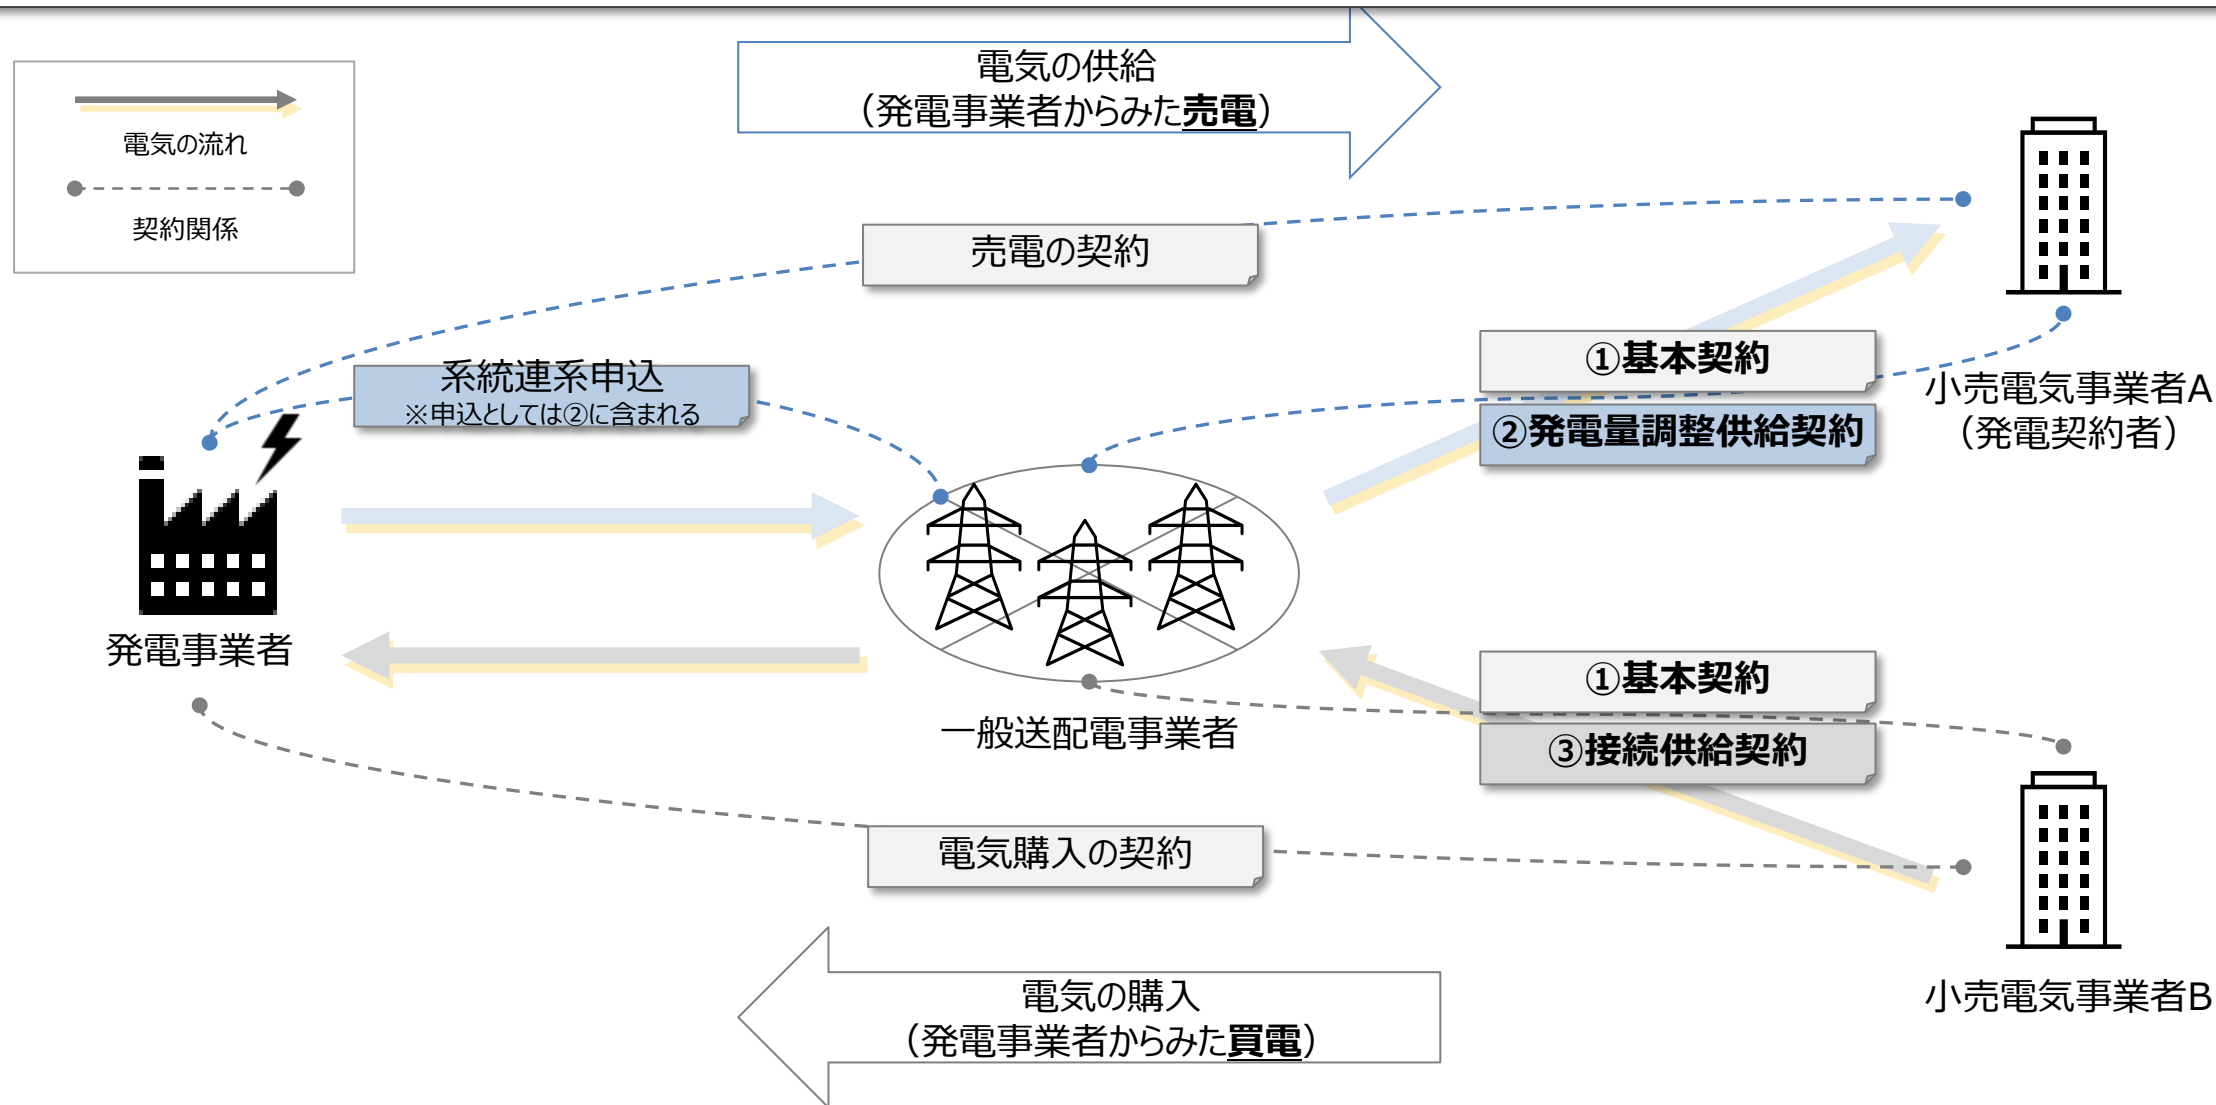 電気の供給
（発電事業者からみた売電）
電気の流れ
契約関係
売電の契約
①基本契約
系統連系申込
※申込としては②に含まれる
②発電量調整供給契約
小売電気事業者A
（発電契約者）
発電事業者
一般送配電事業者
①基本契約
③接続供給契約
電気購入の契約
小売電気事業者B
電気の購入
（発電事業者からみた買電）